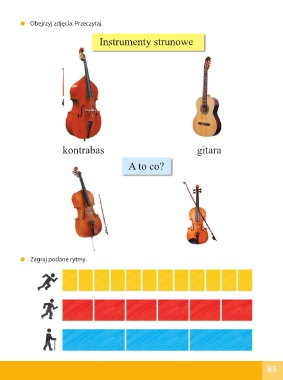 Obejrzyj zdjęcia. Przeczytaj.
Instrumenty strunowe
kontrabas
gitara
A to co?
Zagraj podane rytmy.
83